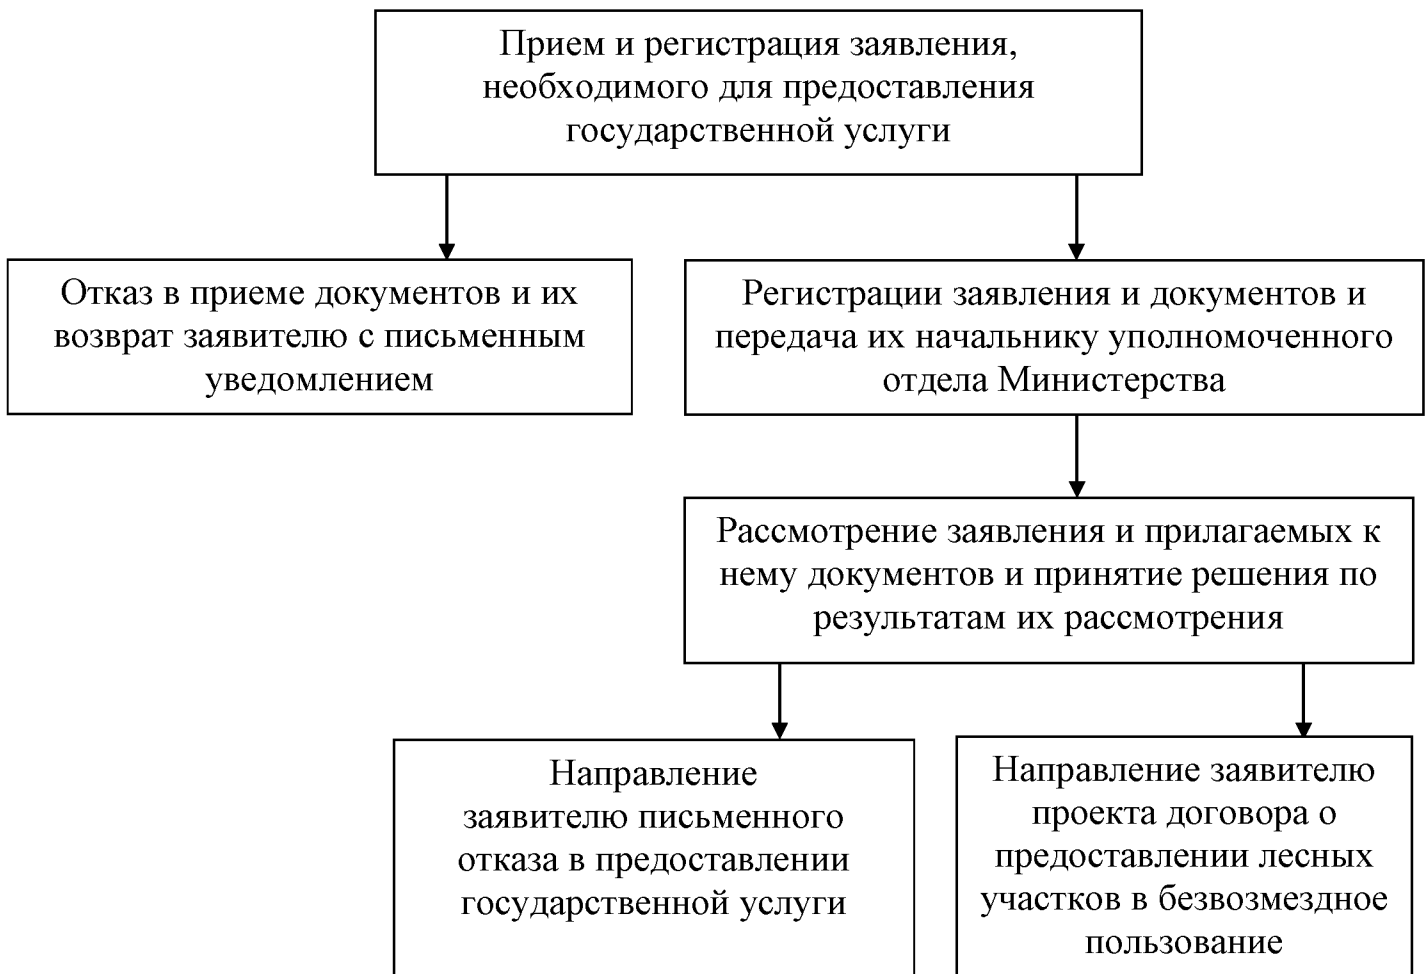 Прием и регистрация заявления,
необходимого для предоставления
государственной услуги
Отказ в приеме документов и их
возврат заявителю с письменным
уведомлением
Регистрации заявления и документов и
передача их начальнику уполномоченного
отдела Министерства
Рассмотрение заявления и прилагаемых к
нему документов и принятие решения по
результатам их рассмотрения
Направление
заявителю письменного
отказа в предоставлении
государственной услуги
Направление заявителю
проекта договора о
предоставлении лесных
участков в безвозмездное
пользование